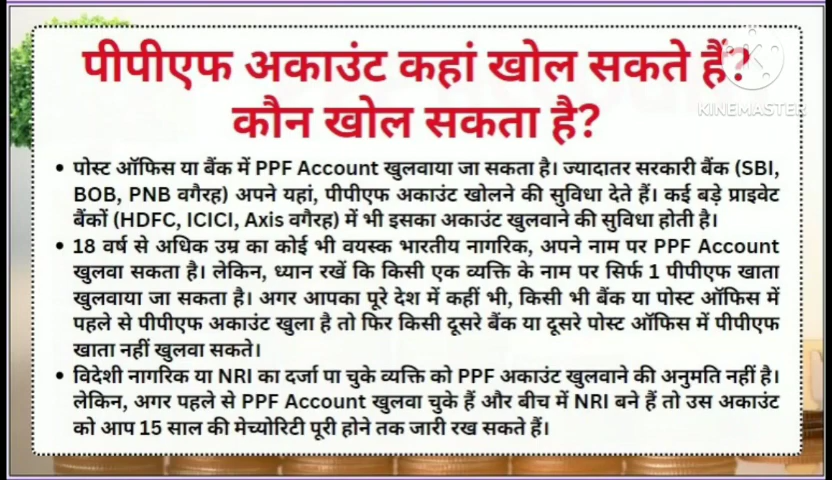 पीपीएफ अकाउंट कहां खोल सकते हैं?
कौन खोल सकता है?
KINEMASTER
• पोस्ट ऑफिस या बैंक में PPF Account खुलवाया जा सकता है। ज्यादातर सरकारी बैंक (SBI,
BOB, PNB वगैरह) अपने यहां, पीपीएफ अकाउंट खोलने की सुविधा देते हैं। कई बड़े प्राइवेट
बैंकों (HDFC, ICICI, Axis वगैरह) में भी इसका अकाउंट खुलवाने की सुविधा होती है।
• 18 वर्ष से अधिक उम्र का कोई भी वयस्क भारतीय नागरिक, अपने नाम पर PPF Account
खुलवा सकता है। लेकिन, ध्यान रखें कि किसी एक व्यक्ति के नाम पर सिर्फ 1 पीपीएफ खाता
खुलवाया जा सकता है। अगर आपका पूरे देश में कहीं भी, किसी भी बैंक या पोस्ट ऑफिस में
पहले से पीपीएफ अकाउंट खुला है तो फिर किसी दूसरे बैंक या दूसरे पोस्ट ऑफिस में पीपीएफ
खाता नहीं खुलवा सकते।
• विदेशी नागरिक या NRI का दर्जा पा चुके व्यक्ति को PPF अकाउंट खुलवाने की अनुमति नहीं है।
लेकिन, अगर पहले से PPF Account खुलवा चुके हैं और बीच में NRI बने हैं तो उस अकाउंट
को आप 15 साल की मेच्योरिटी पूरी होने तक जारी रख सकते हैं।